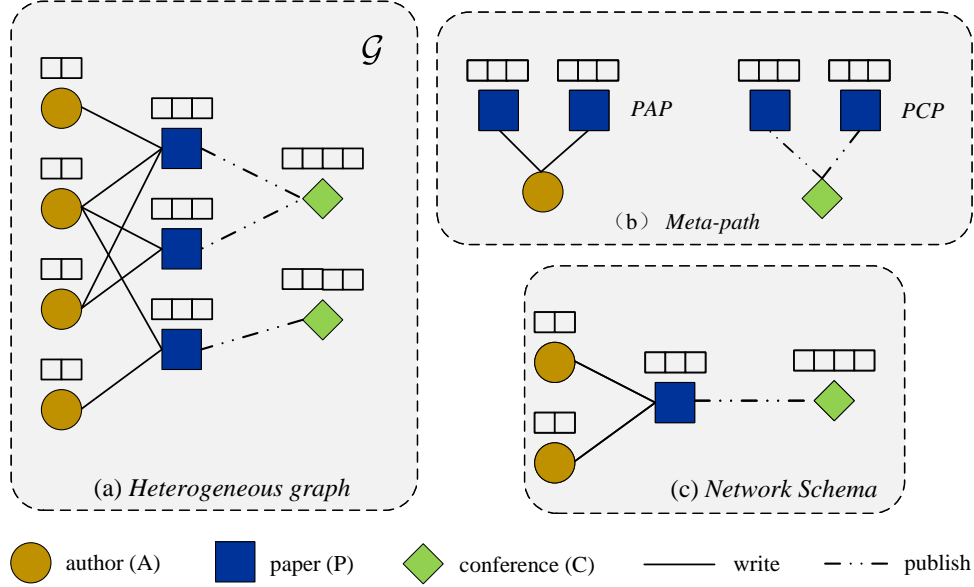 𝒢
(a) Heterogeneous graph
PAP
PCP
（b） Meta-path
(c) Network Schema
author (A)
paper (P)
conference (C)
write
publish